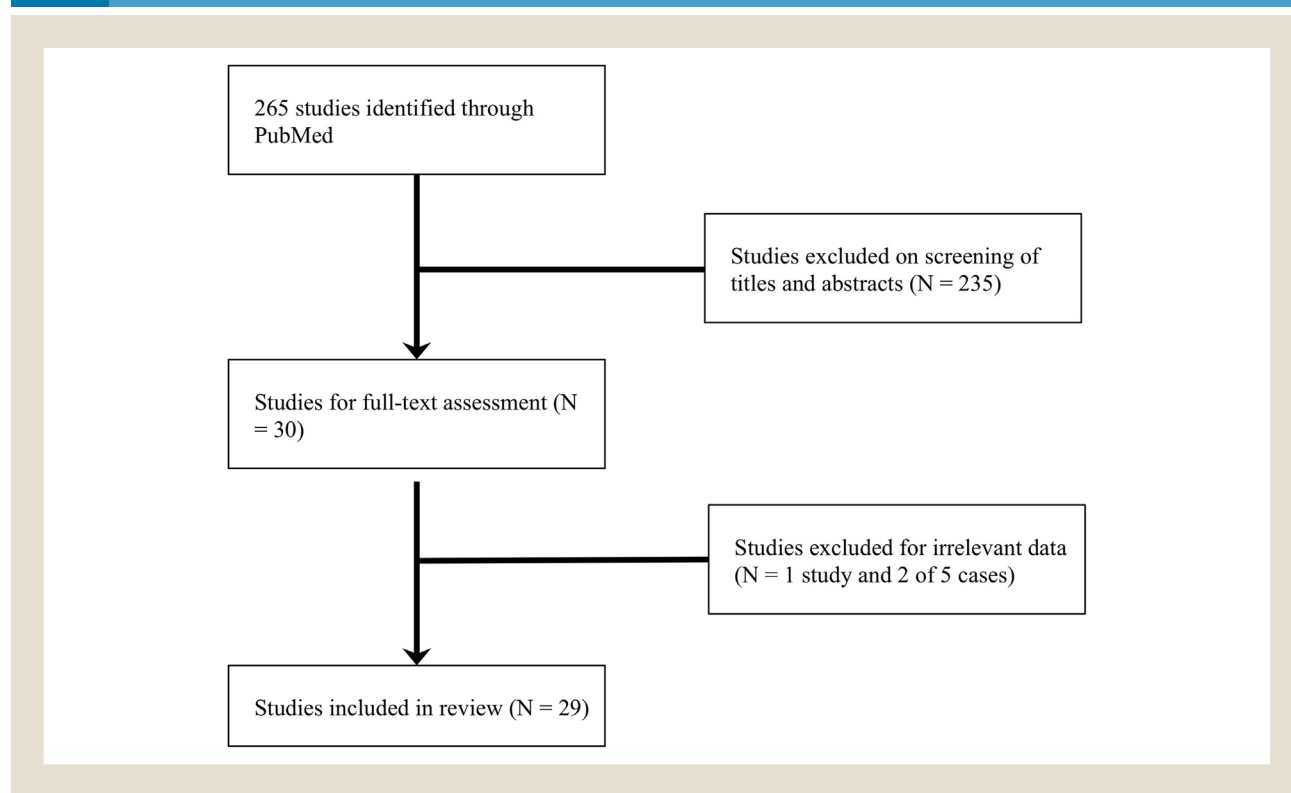 265 studies identified through
PubMed
Studies excluded on screening of
titles and abstracts (N = 235)
Studies for full-text assessment (N
= 30)
Studies excluded for irrelevant data
(N = 1 study and 2 of 5 cases)
Studies included in review (N = 29)